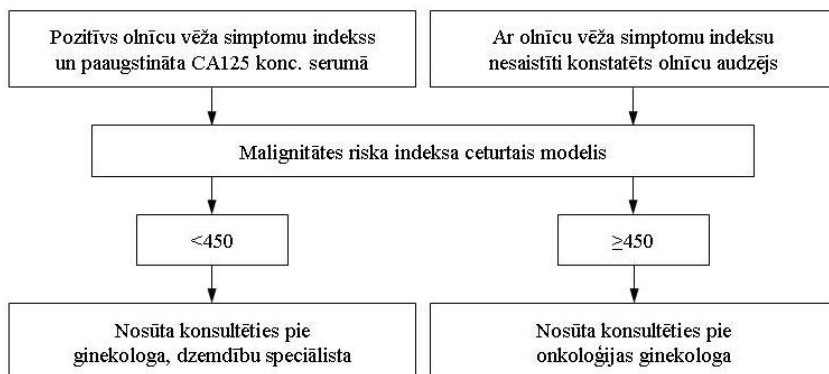 Pozitīvs olnīcu vēža simptomu indekss
un paaugstināta CA125 konc. serumā
Ar olnīcu vēža simptomu indeksu
nesaistīti konstatēts olnīcu audzējs
Malignitātes riska indeksa ceturtais modelis
<450
≥450
Nosūta konsultēties pie
ginekologa, dzemdību speciālista
Nosūta konsultēties pie
onkoloģijas ginekologa